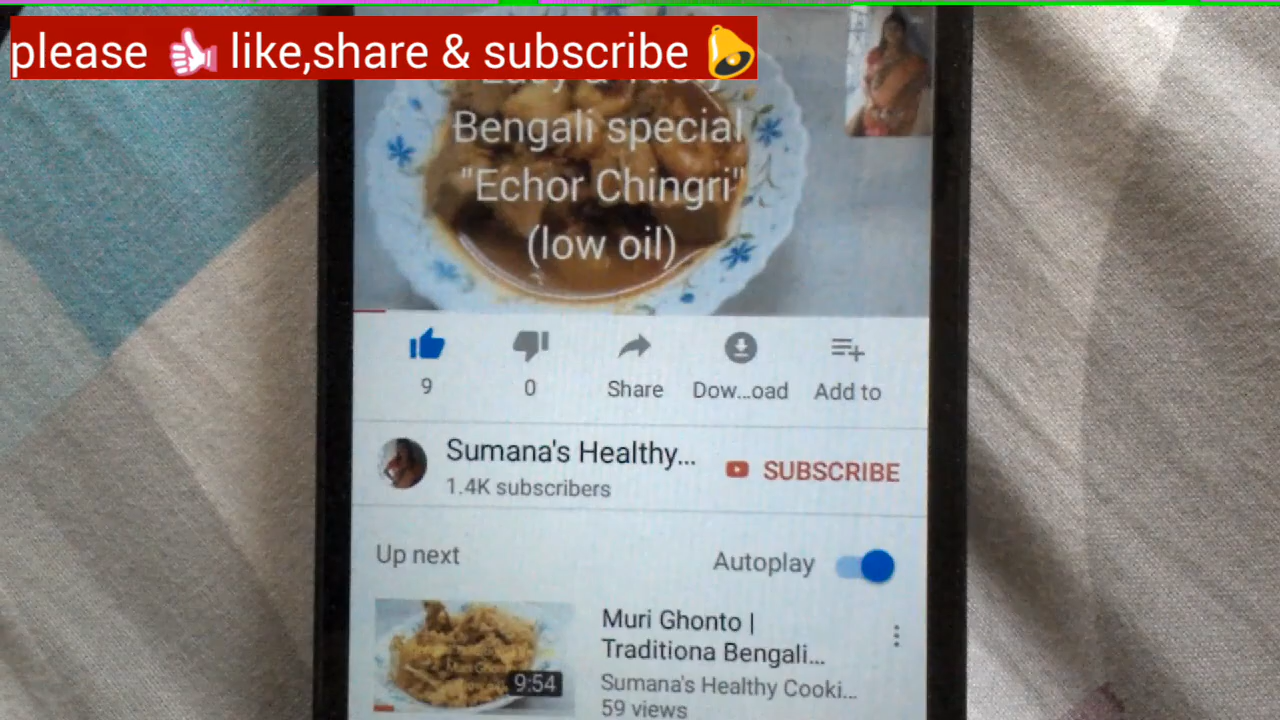 please 👍 like,share & subscribe 🔔
Bengali special
"Echor Chingri"
(low oil)
9
0
Share
Dow...oad
Add to
Sumana's Healthy...
SUBSCRIBE
1.4K subscribers
Up next
Autoplay
Muri Ghonto |
Traditiona Bengali...
9:54
Sumana's Healthy Cooki...
59 views